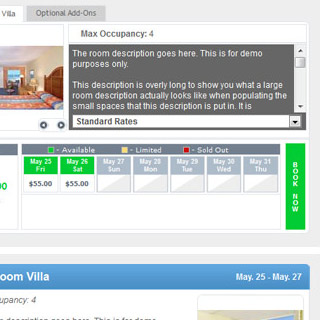 Villa
Optional Add-Ons
Max Occupancy: 4
The room description goes here. This is for demo
purposes only.
This description is overly long to show you what a large
room description actually looks like when populating the
small spaces that this description is put in. It is
Standard Rates
- Available - Limited - Sold Out
May 25 May 26 May 27 May 28 May 29 May 30 May 31
Fri Sat Sun Mon Tue Wed Thu
$55.00 $55.00
00
BOOK NOW
oom Villa
May. 25 - May. 27
upancy: 4